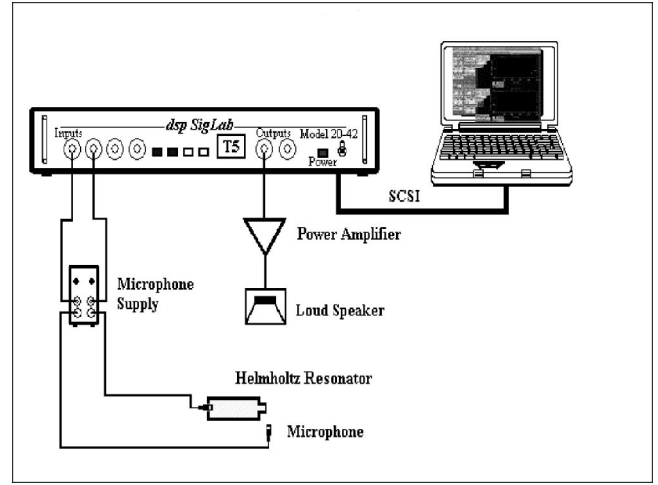 dsp SigLab
Inputs
Outputs
Model 20-42
T5
Power
SCSI
Power Amplifier
Microphone
Supply
Loud Speaker
Helmholtz Resonator
Microphone